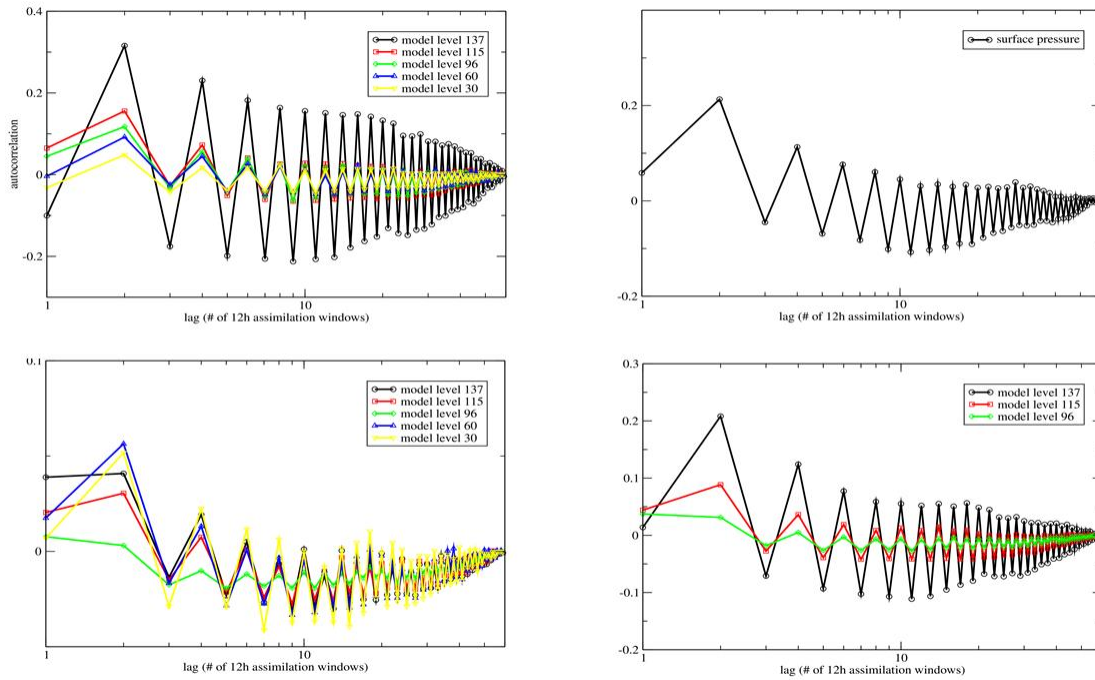 0.4
0.2
0
-0.2
autocorrelation
model level 137
model level 115
model level 96
model level 60
model level 30
1
10
lag (# of 12h assimilation windows)
0.2
0
-0.2
surface pressure
1
10
lag (# of 12h assimilation windows)
0.1
0
model level 137
model level 115
model level 96
model level 60
model level 30
1
10
lag (# of 12h assimilation windows)
0.3
0.2
0.1
0
-0.1
-0.2
model level 137
model level 115
model level 96
1
10
lag (# of 12h assimilation windows)